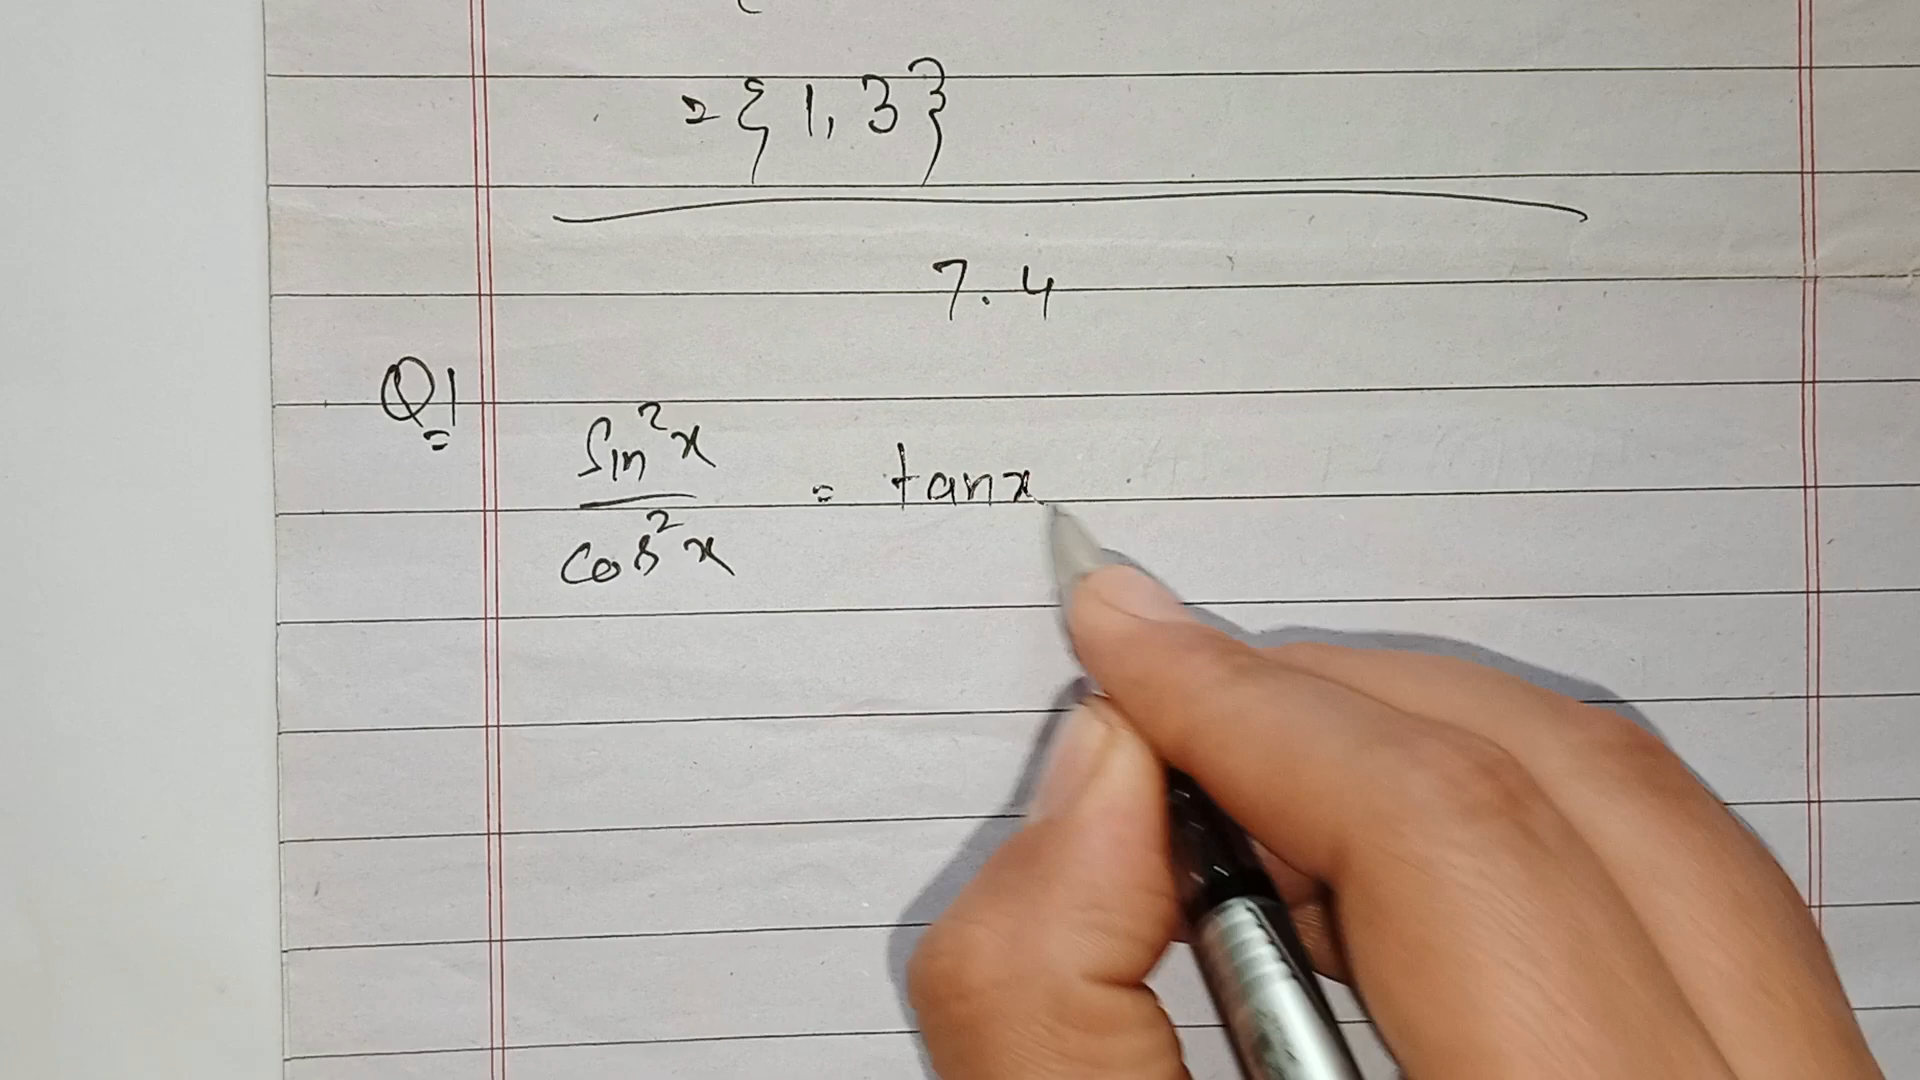 = { 1, 3 }
7.4
Q1
sin²x
= tanx
cos²x